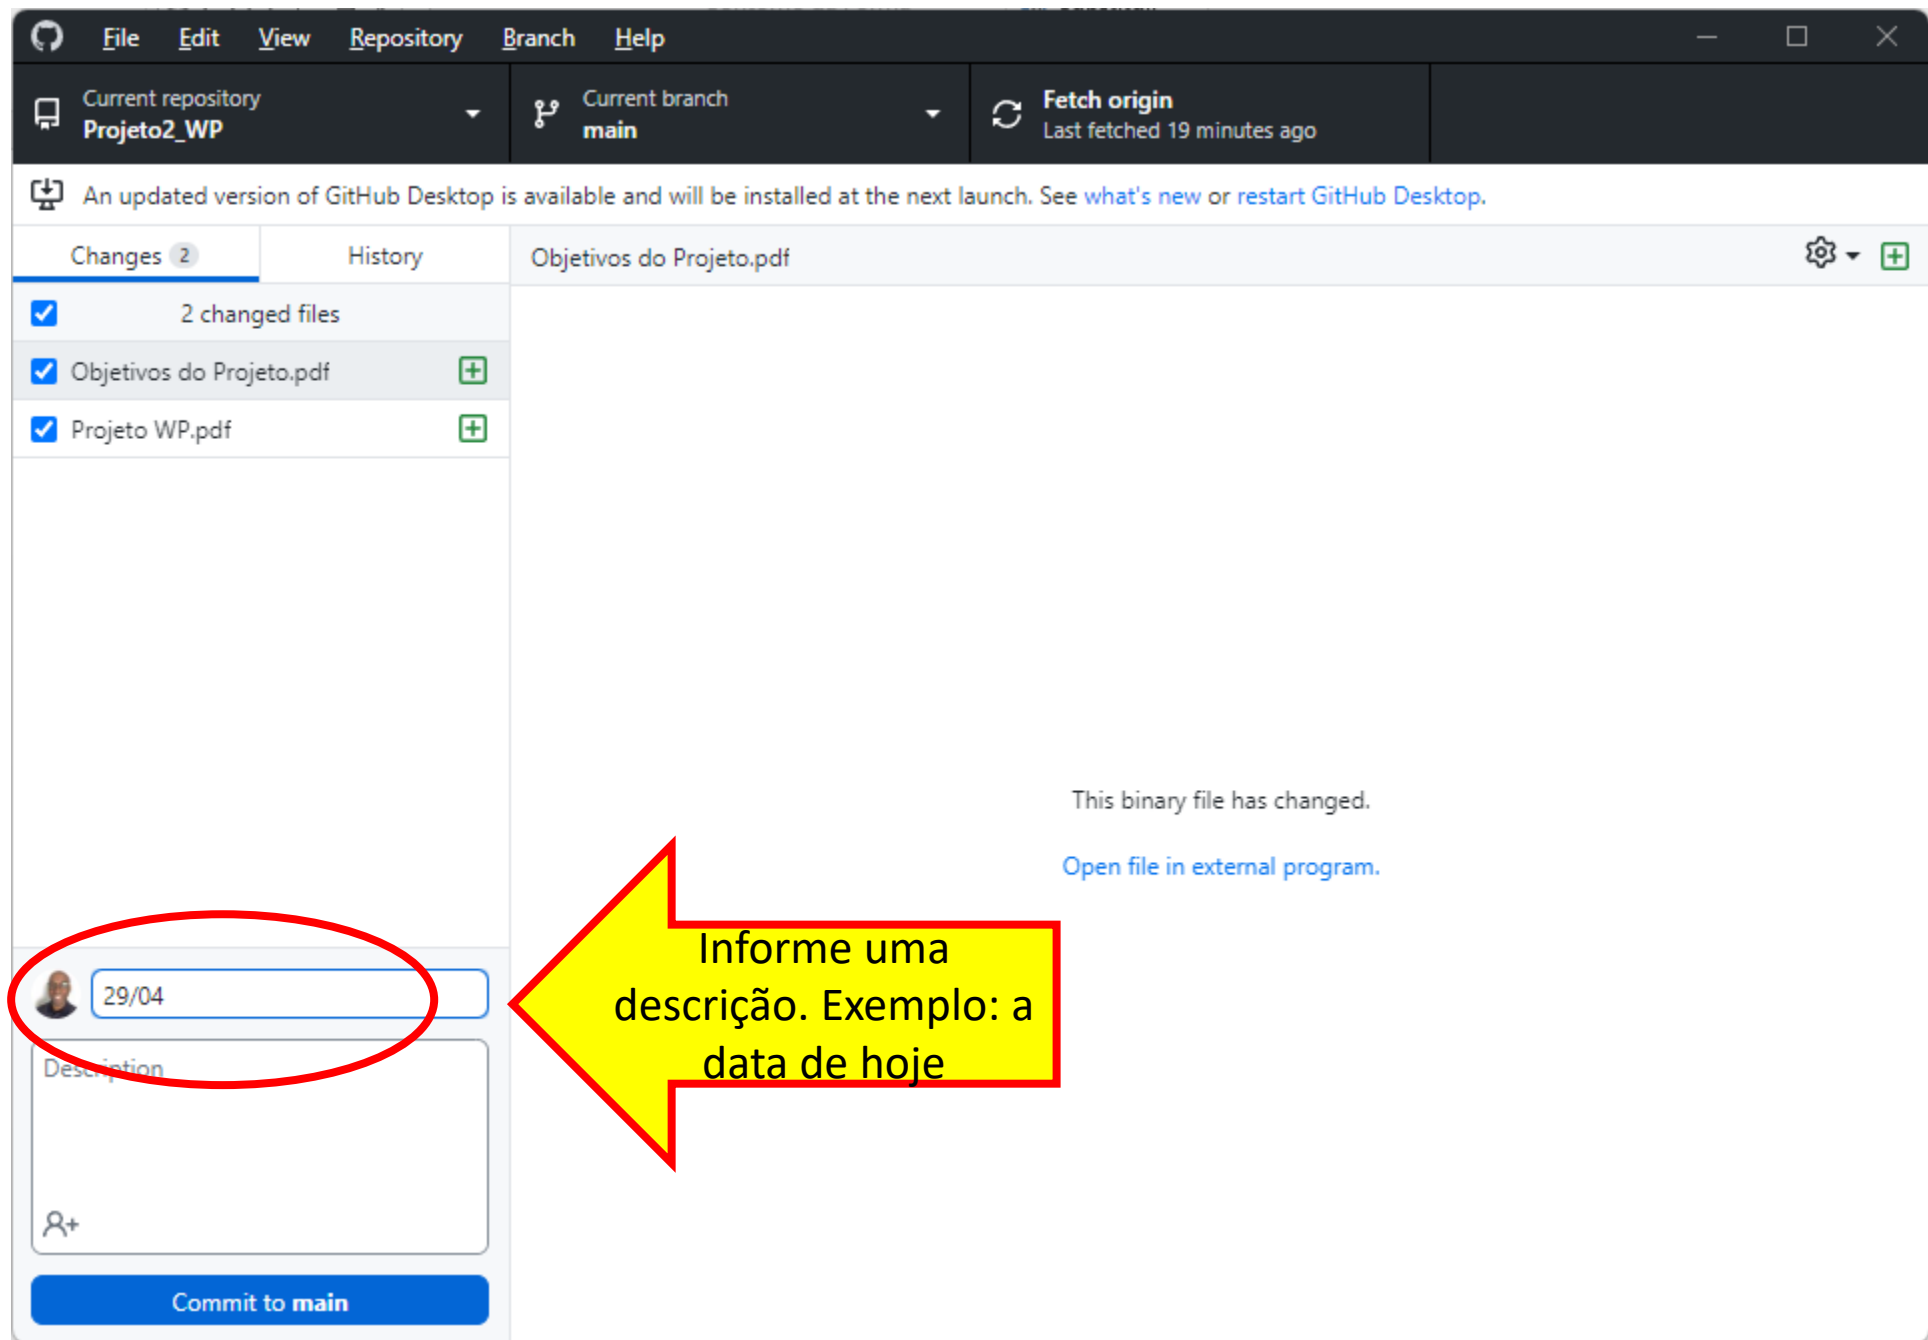 File Edit View Repository Branch Help
Current repository
Projeto2_WP
Current branch
main
Fetch origin
Last fetched 19 minutes ago
An updated version of GitHub Desktop is available and will be installed at the next launch. See what's new or restart GitHub Desktop.
Changes 2
History
Objetivos do Projeto.pdf
2 changed files
Objetivos do Projeto.pdf
Projeto WP.pdf
This binary file has changed.
Open file in external program.
29/04
Description
Commit to main
Informe uma
descrição. Exemplo: a
data de hoje